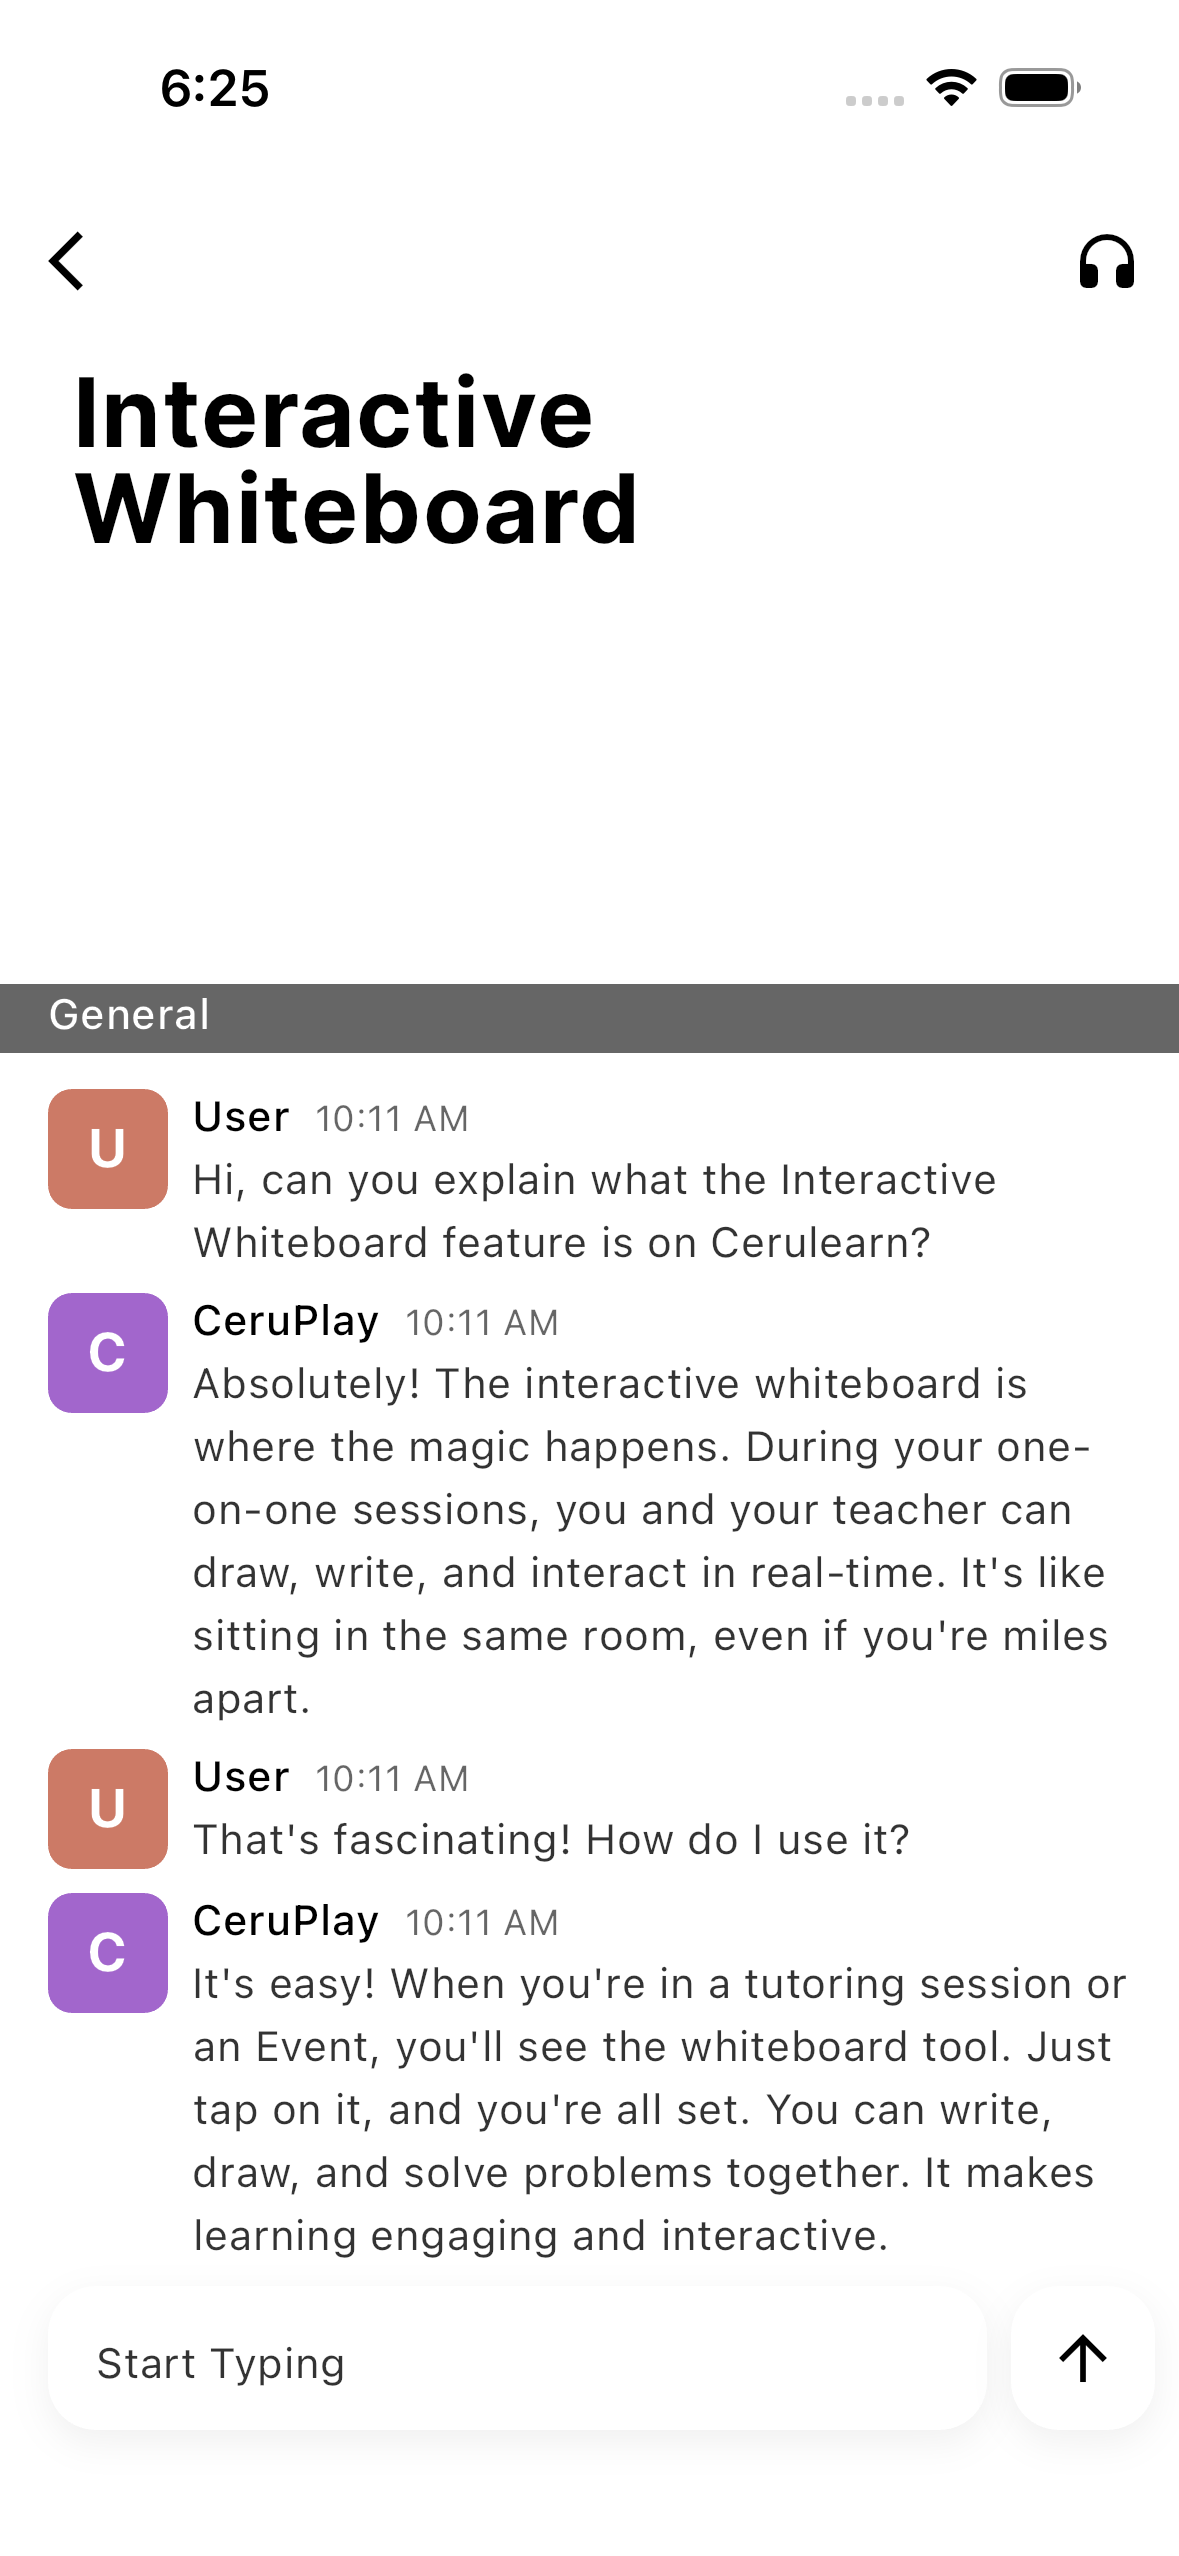 6:25
Interactive
Whiteboard
General
U
User 10:11 AM
Hi, can you explain what the Interactive
Whiteboard feature is on Cerulearn?
C
CeruPlay 10:11 AM
Absolutely! The interactive whiteboard is
where the magic happens. During your one-
on-one sessions, you and your teacher can
draw, write, and interact in real-time. It's like
sitting in the same room, even if you're miles
apart.
U
User 10:11 AM
That's fascinating! How do I use it?
C
CeruPlay 10:11 AM
It's easy! When you're in a tutoring session or
an Event, you'll see the whiteboard tool. Just
tap on it, and you're all set. You can write,
draw, and solve problems together. It makes
learning engaging and interactive.
Start Typing